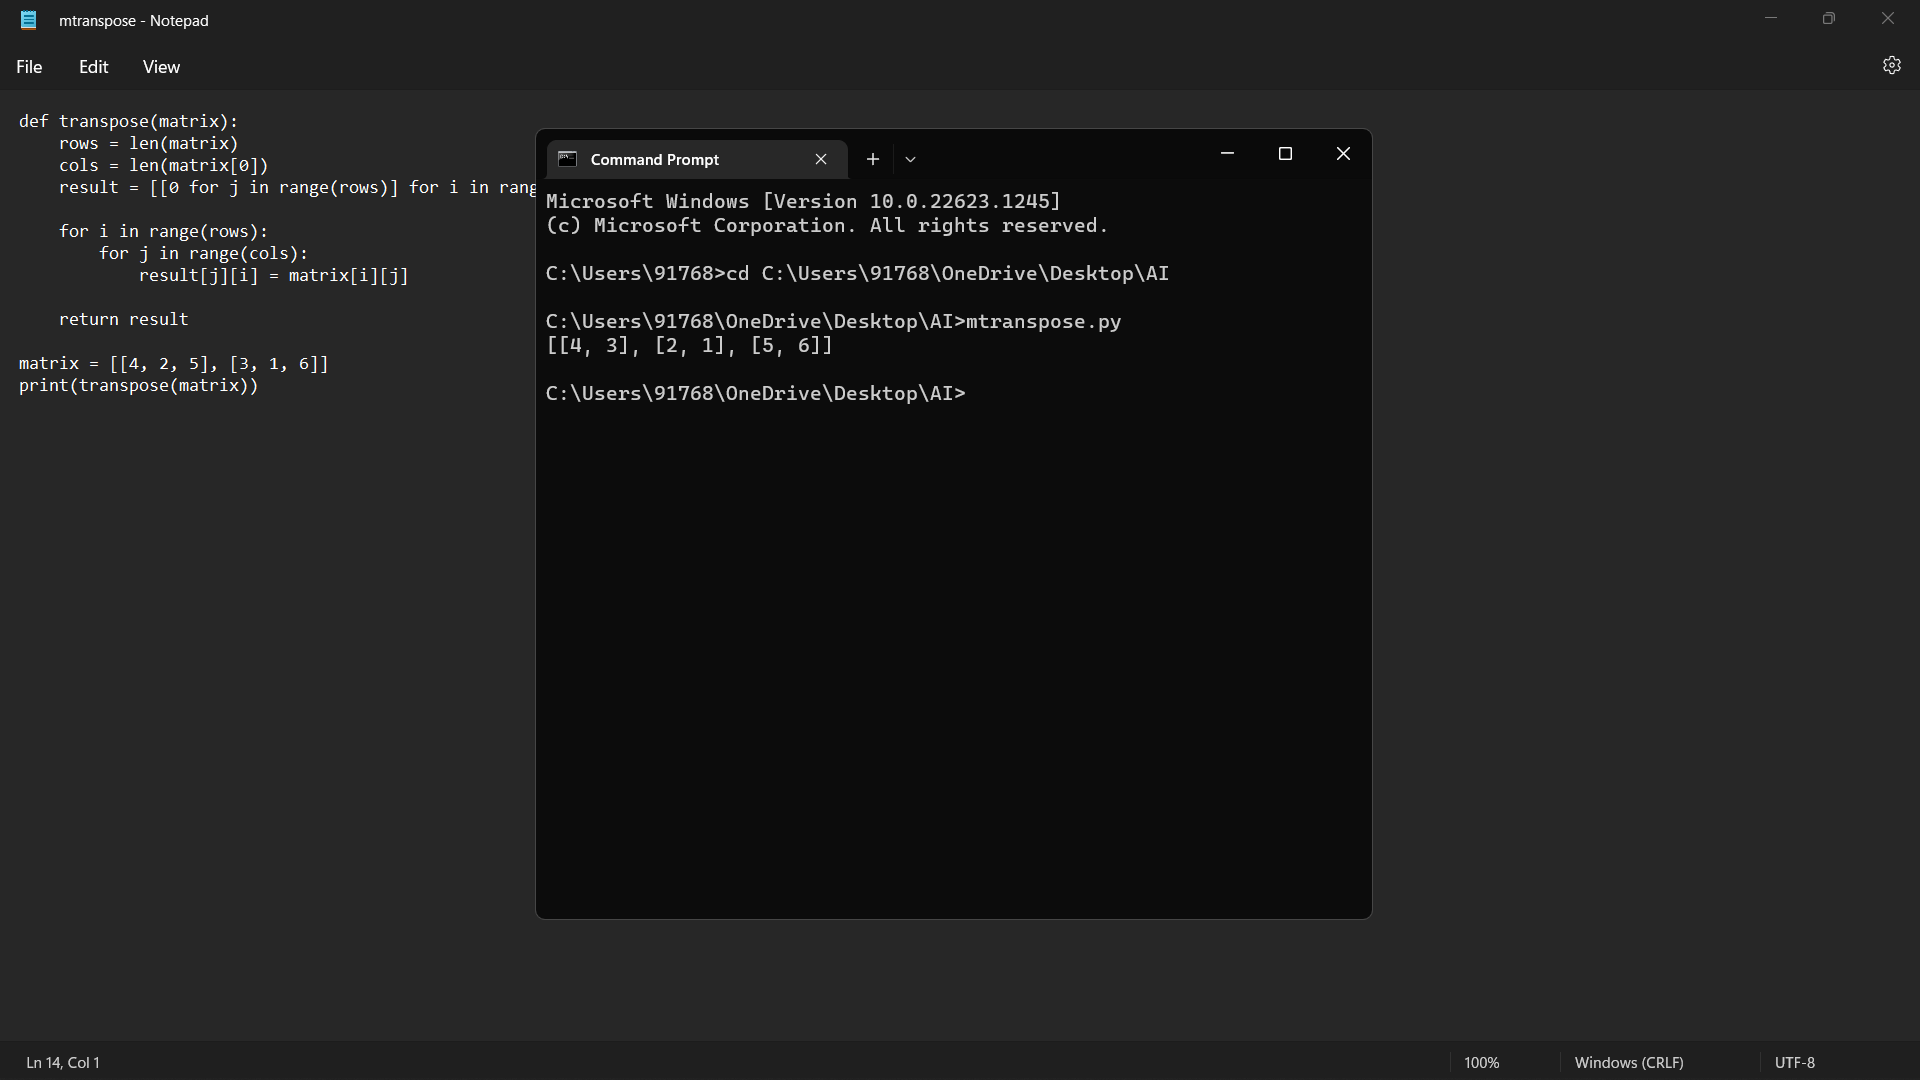 mtranspose - Notepad
File Edit View
def transpose(matrix):
    rows = len(matrix)
    cols = len(matrix[0])
    result = [[0 for j in range(rows)] for i in
    for i in range(rows):
        for j in range(cols):
            result[j][i] = matrix[i][j]
    return result
matrix = [[4, 2, 5], [3, 1, 6]]
print(transpose(matrix))
Command Prompt
Microsoft Windows [Version 10.0.22623.1245]
(c) Microsoft Corporation. All rights reserved.
C:\Users\91768>cd C:\Users\91768\OneDrive\Desktop\AI
C:\Users\91768\OneDrive\Desktop\AI>mtranspose.py
[[4, 3], [2, 1], [5, 6]]
C:\Users\91768\OneDrive\Desktop\AI>
Ln 14, Col 1 100% Windows (CRLF) UTF-8